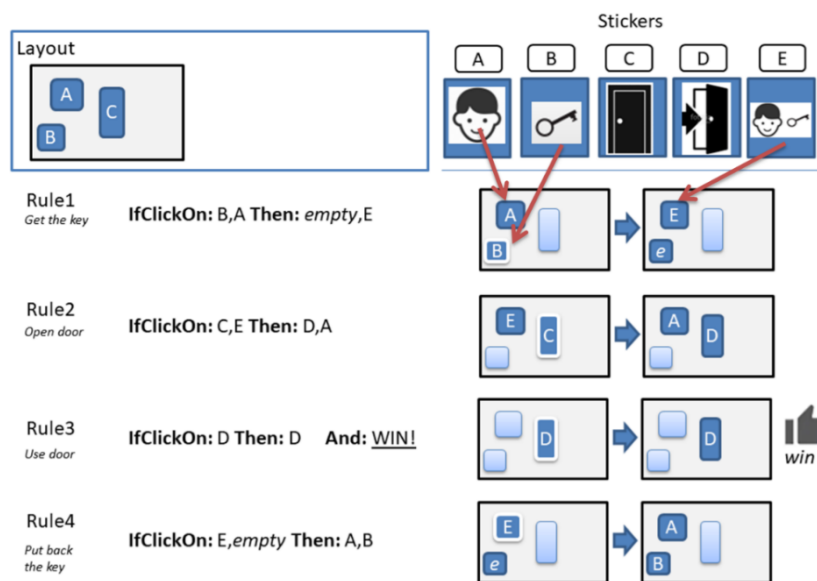 Stickers
Layout
A B C D E
A
C
B
Rule1
Get the key
IfClickOn: B,A Then: empty,E
A
B
E
e
Rule2
Open door
IfClickOn: C,E Then: D,A
E
C
A
D
Rule3
Use door
IfClickOn: D Then: D And: WIN!
D
D
win
Rule4
Put back
the key
IfClickOn: E,empty Then: A,B
E
e
A
B